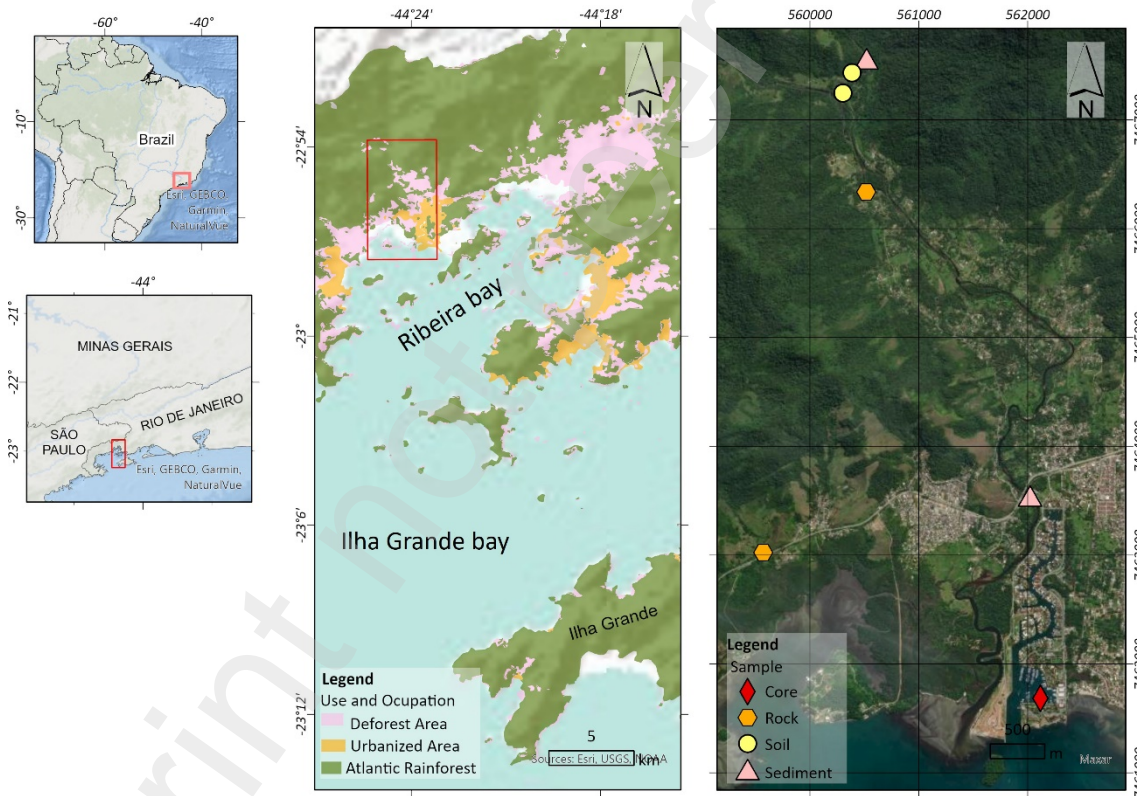 -60°
-40°
-10°
-30°
Brazil
Esri, GEBCO,
Garmin,
NaturalVue
-44°
-21°
-22°
-23°
MINAS GERAIS
RIO DE JANEIRO
SÃO
PAULO
Esri, GEBCO, Garmin,
NaturalVue
-44°24'
-44°18'
-22°54'
-23°
-23°6'
-23°12'
N
Ribeira bay
Ilha Grande bay
Ilha Grande
Legend
Use and Ocupation
Deforest Area
Urbanized Area
Atlantic Rainforest
5
km
Sources: Esri, USGS, NOAA
560000
561000
562000
N
7466000
7465000
7464000
Legend
Sample
Core
Rock
Soil
Sediment
500
m
Maxar